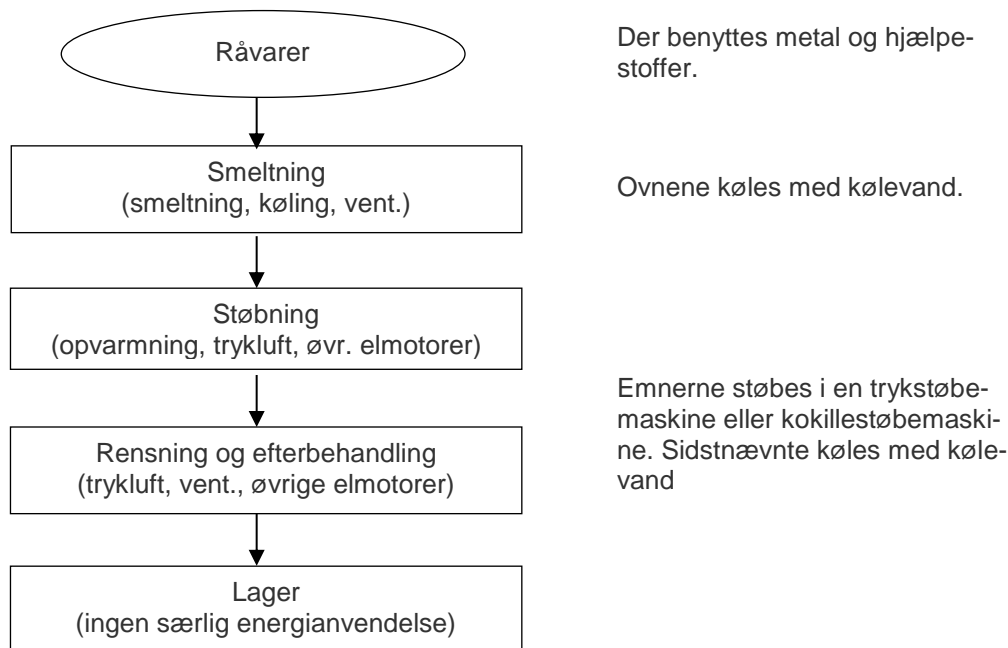 Råvarer
Der benyttes metal og hjælpe-
stoffer.
Smeltning
(smeltning, køling, vent.)
Ovnene køles med kølevand.
Støbning
(opvarmning, trykluft, øvr. elmotorer)
Emnerne støbes i en trykstøbe-
maskine eller kokillestøbemaski-
ne. Sidstnævnte køles med køle-
vand
Rensning og efterbehandling
(trykluft, vent., øvrige elmotorer)
Lager
(ingen særlig energianvendelse)